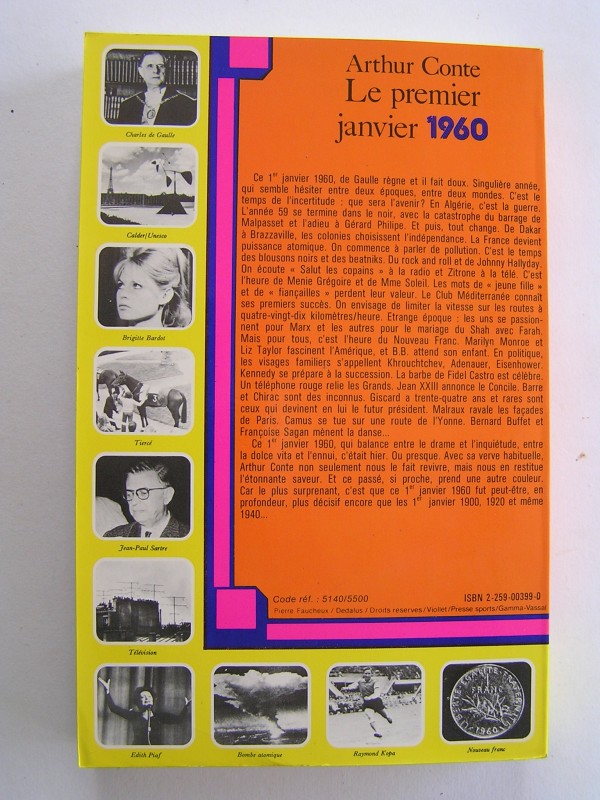 Arthur Conte
Le premier
janvier 1960
Ce 1er janvier 1960, de Gaulle règne et il fait doux. Singulière année,
qui semble hésiter entre deux époques, entre deux mondes. C'est le
temps de l'incertitude : que sera l'avenir? En Algérie, c'est la guerre.
L'année 59 se termine dans le noir, avec la catastrophe du barrage de
Malpasset et l'adieu à Gérard Philipe. Et puis, tout change. De Dakar
à Brazzaville, les colonies choisissent l'indépendance. La France devient
puissance atomique. On commence à parler de pollution. C'est le temps
des blousons noirs et des beatniks. Du rock and roll et de Johnny Hallyday.
On écoute « Salut les copains » à la radio et Zitrone à la télé. C'est
l'heure de Menie Grégoire et de Mme Soleil. Les mots de « jeune fille »
et de « fiançailles » perdent leur valeur. Le Club Méditerranée connaît
ses premiers succès. On envisage de limiter la vitesse sur les routes à
quatre-vingt-dix kilomètres/heure. Etrange époque : les uns se passion-
nent pour Marx et les autres pour le mariage du Shah avec Farah.
Mais pour tous, c'est l'heure du Nouveau Franc. Marilyn Monroe et
Liz Taylor fascinent l'Amérique, et B.B. attend son enfant. En politique,
les visages familiers s'appellent Khrouchtchev, Adenauer, Eisenhower.
Kennedy se prépare à la succession. La barbe de Fidel Castro est célèbre.
Un téléphone rouge relie les Grands. Jean XXIII annonce le Concile. Barre
et Chirac sont des inconnus. Giscard a trente-quatre ans et rares sont
ceux qui devinent en lui le futur président. Malraux ravale les façades
de Paris. Camus se tue sur une route de l'Yonne. Bernard Buffet et
Françoise Sagan mènent la danse...
Ce 1er janvier 1960, qui balance entre le drame et l'inquiétude, entre
la dolce vita et l'ennui, c'était hier. Ou presque. Avec sa verve habituelle,
Arthur Conte non seulement nous le fait revivre, mais nous en restitue
l'étonnante saveur. Et ce passé, si proche, prend une autre couleur.
Car le plus surprenant, c'est que ce 1er janvier 1960 fut peut-être, en
profondeur, plus décisif encore que les 1er janvier 1900, 1920 et même
1940...
Code réf. : 5140/5500
ISBN 2-259-00399-0
Pierre Faucheux / Dedalus / Droits reservés / Viollet / Presse sports / Gamma-Vassal
Charles de Gaulle
Calder/Unesco
Brigitte Bardot
Tiercé
Jean-Paul Sartre
Télévision
Edith Piaf
Bombe atomique
Raymond Kopa
LIBERTE EGALITE FRATERNITE
1
FRANC
1960
Nouveau franc